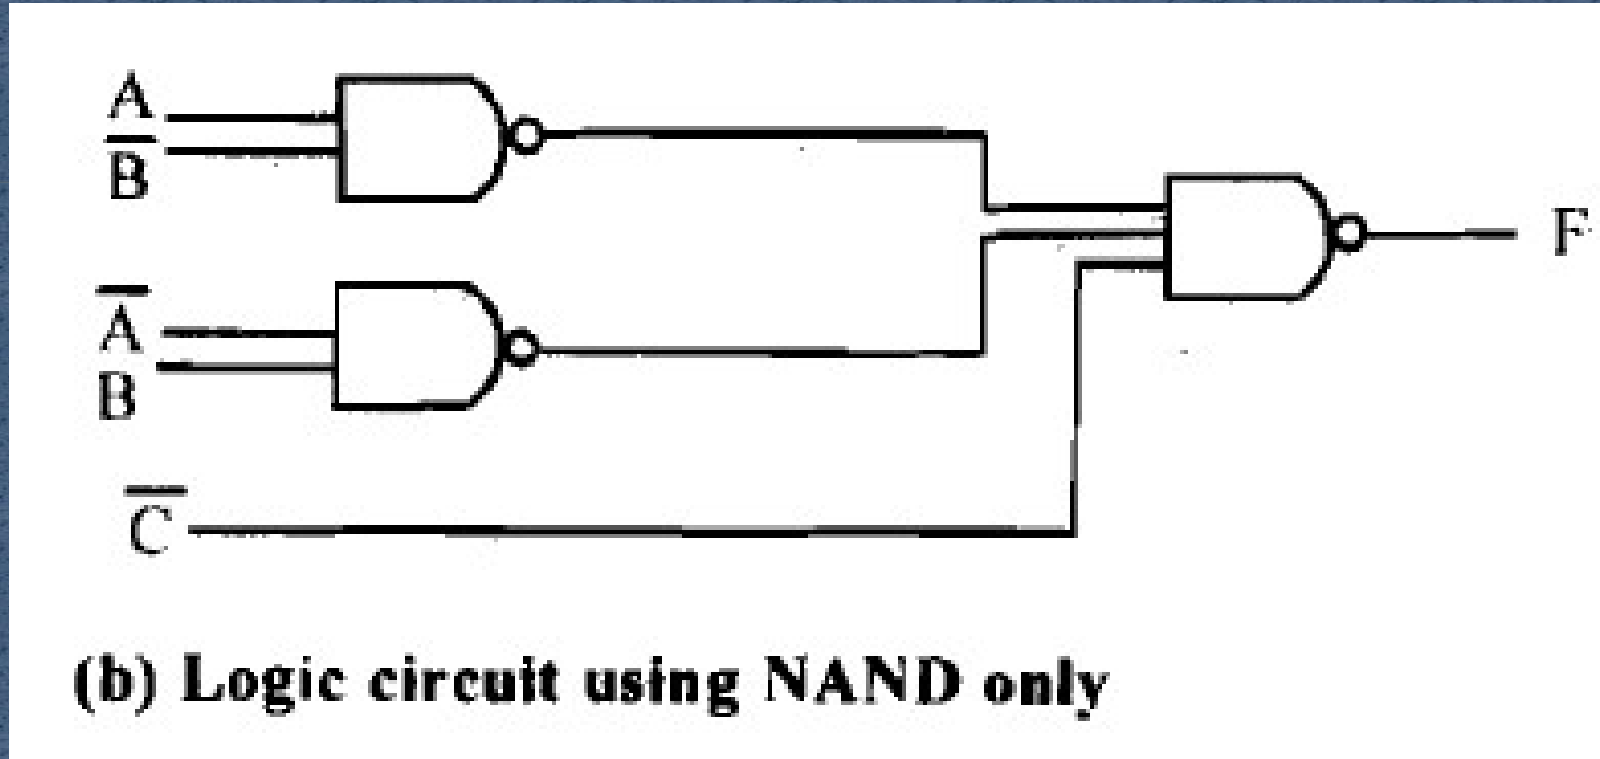 A
B̅
F
A̅
B
C̅
(b) Logic circuit using NAND only